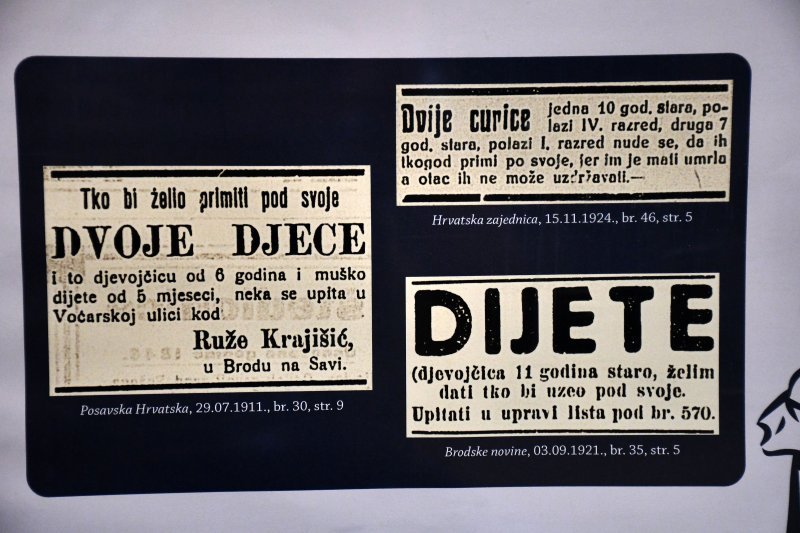 Tko bi želio primiti pod svoje
DVOJE DJECE
i to djevojčicu od 6 godina i muško
dijete od 5 mjeseci, neka se upita u
Voćarskoj ulici kod
Ruže Krajišić,
u Brodu na Savi.
Posavska Hrvatska, 29.07.1911., br. 30, str. 9
Dvije curice jedna 10 god. stara, po-
lazi IV. razred, druga 7
god. stara, polazi I. razred nude se, da ih
tkogod primi po svoje, jer im je mati umrla
a otac ih ne može uzdržavati.—
Hrvatska zajednica, 15.11.1924., br. 46, str. 5
DIJETE
(djevojčica 11 godina staro, želim
dati tko bi uzeo pod svoje.
Upitati u upravi lista pod br. 570.
Brodske novine, 03.09.1921., br. 35, str. 5